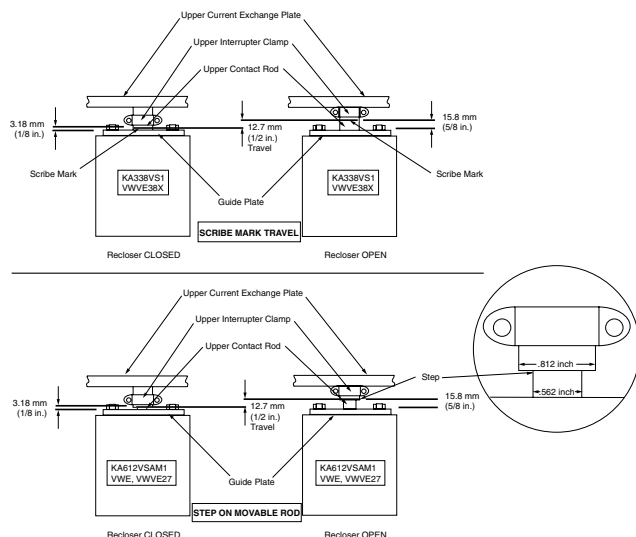 Upper Current Exchange Plate
Upper Interrupter Clamp
Upper Contact Rod
3.18 mm
(1/8 in.)
12.7 mm
(1/2 in.)
Travel
15.8 mm
(5/8 in.)
Scribe Mark
Scribe Mark
KA338VS1
VWVE38X
KA338VS1
VWVE38X
Guide Plate
SCRIBE MARK TRAVEL
Recloser CLOSED
Recloser OPEN
Upper Current Exchange Plate
Upper Interrupter Clamp
Upper Contact Rod
Step
.812 inch
.562 inch
3.18 mm
(1/8 in.)
12.7 mm
(1/2 in.)
Travel
15.8 mm
(5/8 in.)
KA612VSAM1
VWE, VWVE27
KA612VSAM1
VWE, VWVE27
Guide Plate
STEP ON MOVABLE ROD
Recloser CLOSED
Recloser OPEN